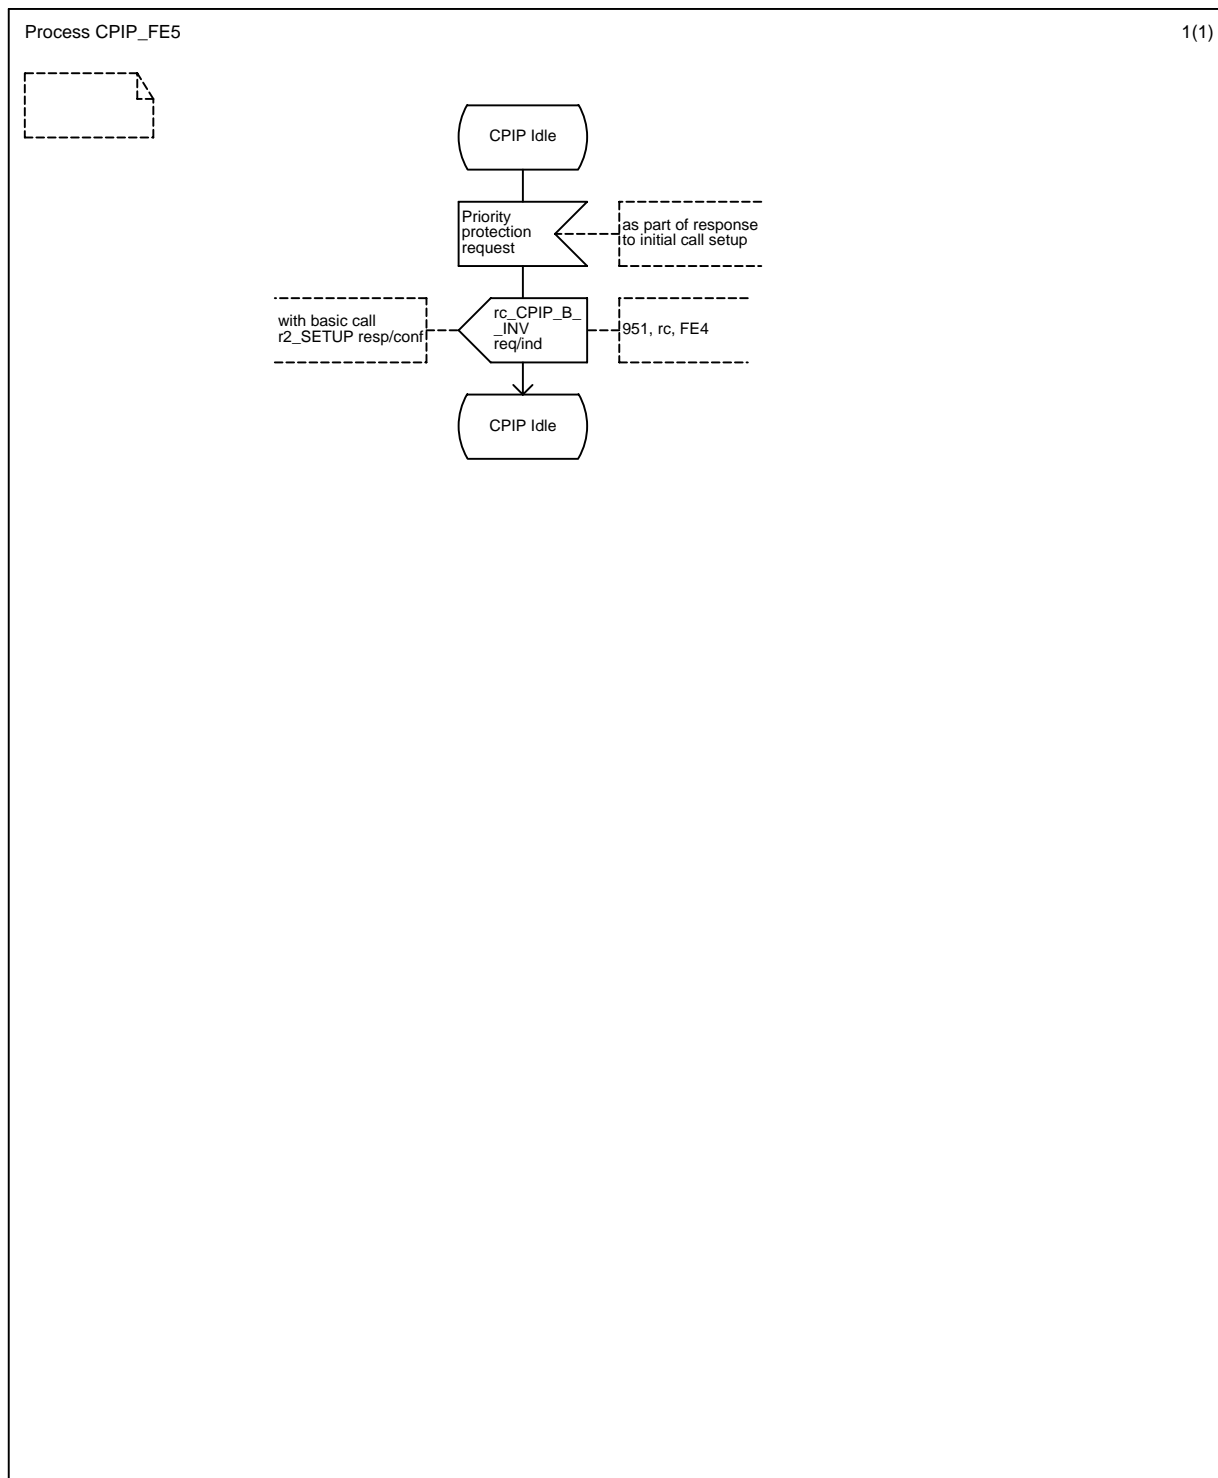 Process CPIP_FE5
1(1)
CPIP Idle
Priority
protection
request
as part of response
to initial call setup
with basic call
r2_SETUP resp/conf
rc_CPIP_B_
_INV
req/ind
951, rc, FE4
CPIP Idle